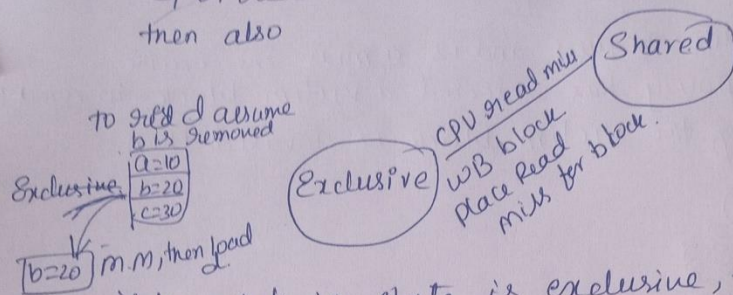 then also
Shared
to read d assume
b is removed
a=10
Exclusive b=20
c=30
b=20 m.M, then load
Exclusive
CPU read miss
WB block
place Read
miss for block.
is exclusive,